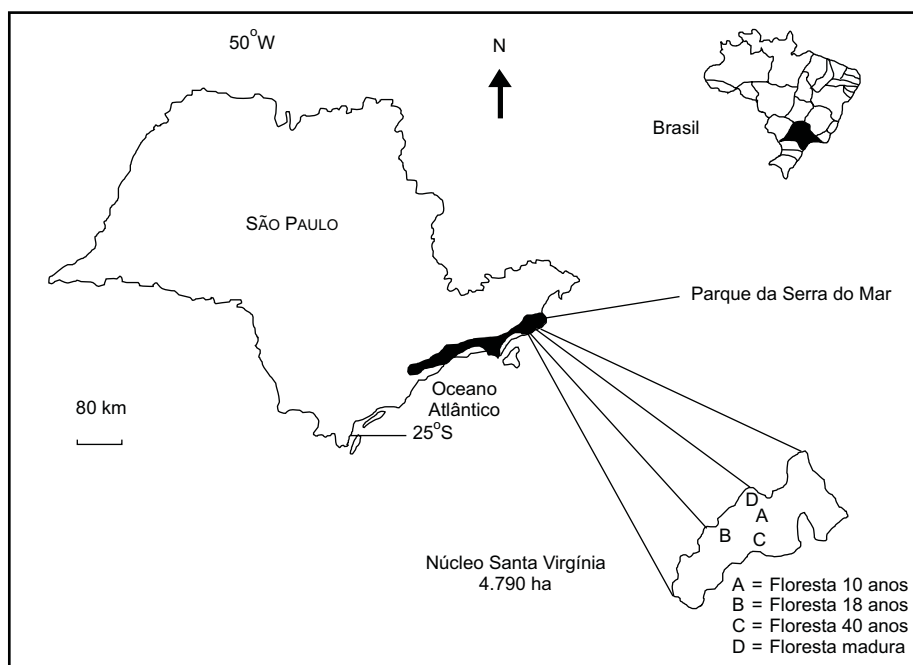 50°W
N
Brasil
SÃO PAULO
Parque da Serra do Mar
Oceano
Atlântico
80 km
25°S
D
A
B
C
Núcleo Santa Virgínia
4.790 ha
A = Floresta 10 anos
B = Floresta 18 anos
C = Floresta 40 anos
D = Floresta madura